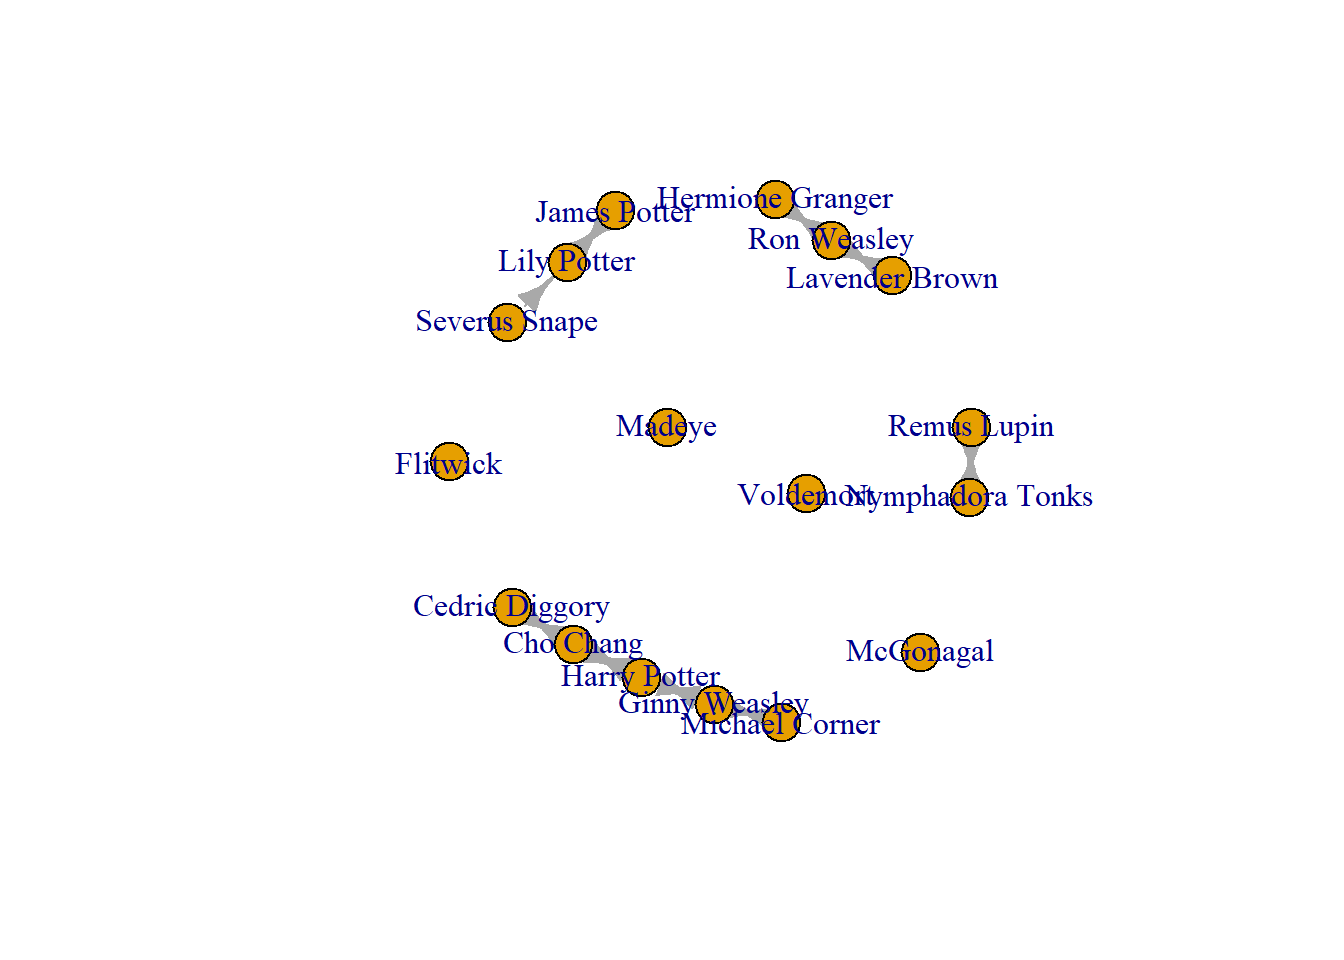 Hermione Granger
James Potter
Ron Weasley
Lily Potter
Lavender Brown
Severus Snape
Madeye
Remus Lupin
Flitwick
Voldemort
Nymphadora Tonks
Cedric Diggory
Cho Chang
McGonagal
Harry Potter
Ginny Weasley
Michael Corner